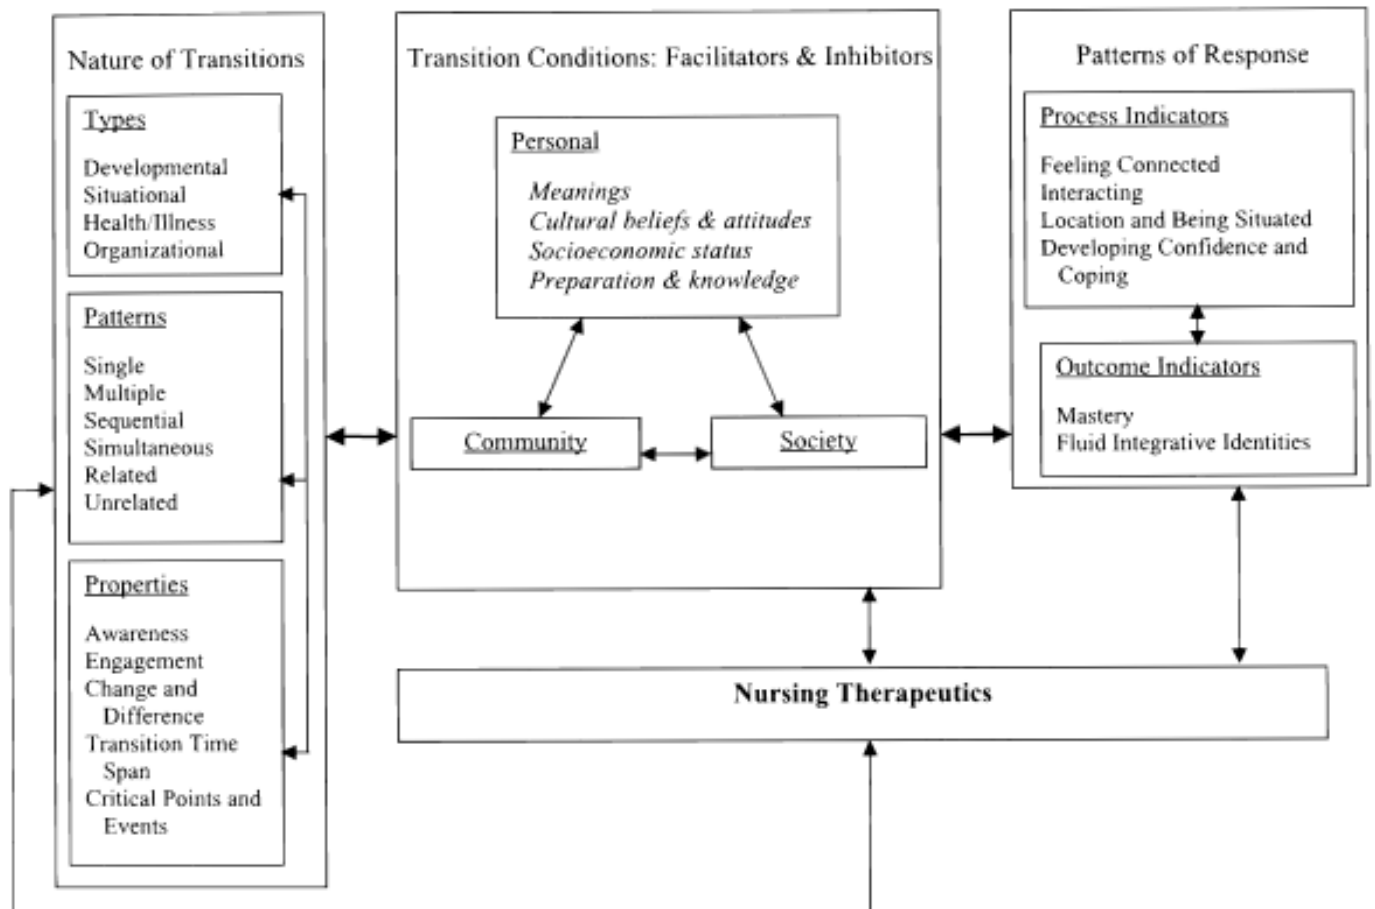 Nature of Transitions
Types
Developmental
Situational
Health/Illness
Organizational
Patterns
Single
Multiple
Sequential
Simultaneous
Related
Unrelated
Properties
Awareness
Engagement
Change and
Difference
Transition Time
Span
Critical Points and
Events
Transition Conditions: Facilitators & Inhibitors
Personal
Meanings
Cultural beliefs & attitudes
Socioeconomic status
Preparation & knowledge
Community
Society
Patterns of Response
Process Indicators
Feeling Connected
Interacting
Location and Being Situated
Developing Confidence and
Coping
Outcome Indicators
Mastery
Fluid Integrative Identities
Nursing Therapeutics